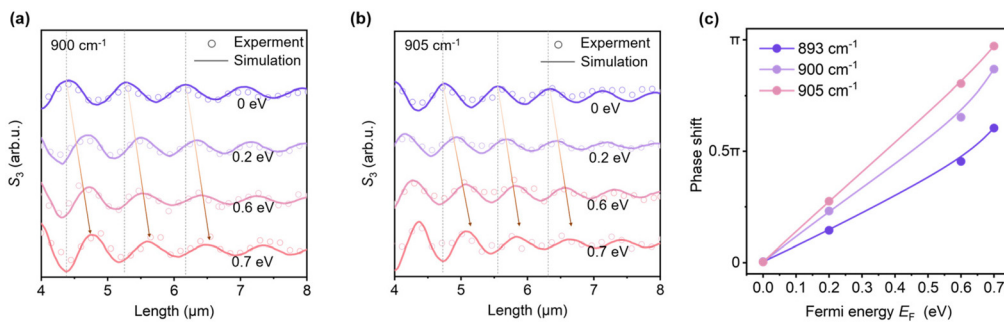 (a)
900 cm⁻¹
Experment
Simulation
0 eV
0.2 eV
0.6 eV
0.7 eV
S₃ (arb.u.)
4 5 6 7 8
Length (μm)
(b)
905 cm⁻¹
Experment
Simulation
0 eV
0.2 eV
0.6 eV
0.7 eV
S₃ (arb.u.)
4 5 6 7 8
Length (μm)
(c)
π
893 cm⁻¹
900 cm⁻¹
905 cm⁻¹
0.5π
0
Phase shift
0.0 0.1 0.2 0.3 0.4 0.5 0.6 0.7
Fermi energy E_F (eV)